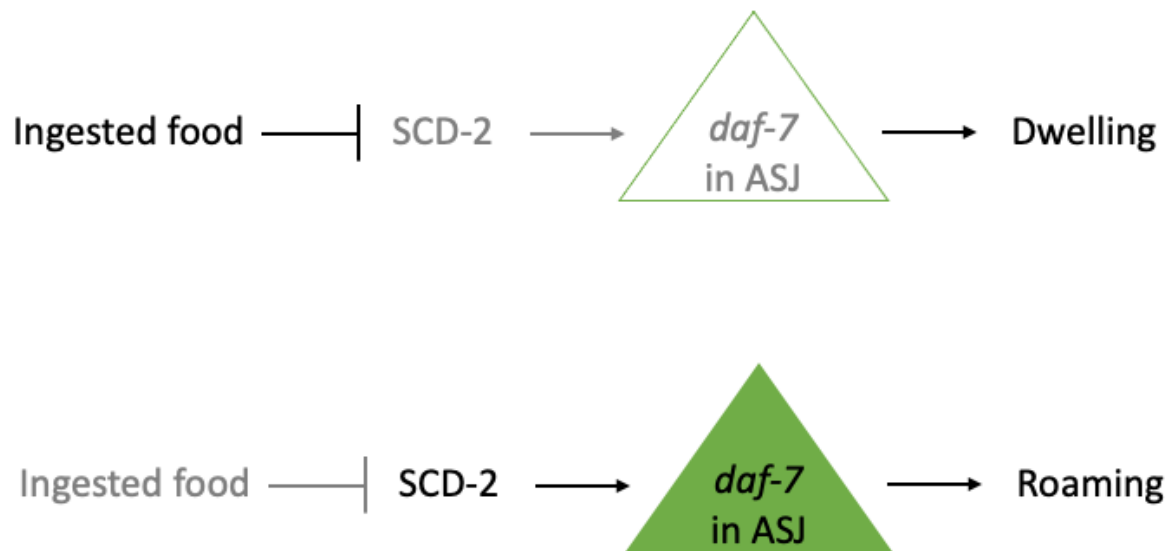 Ingested food SCD-2 daf-7 Dwelling
in ASJ
Ingested food SCD-2 daf-7 Roaming
in ASJ